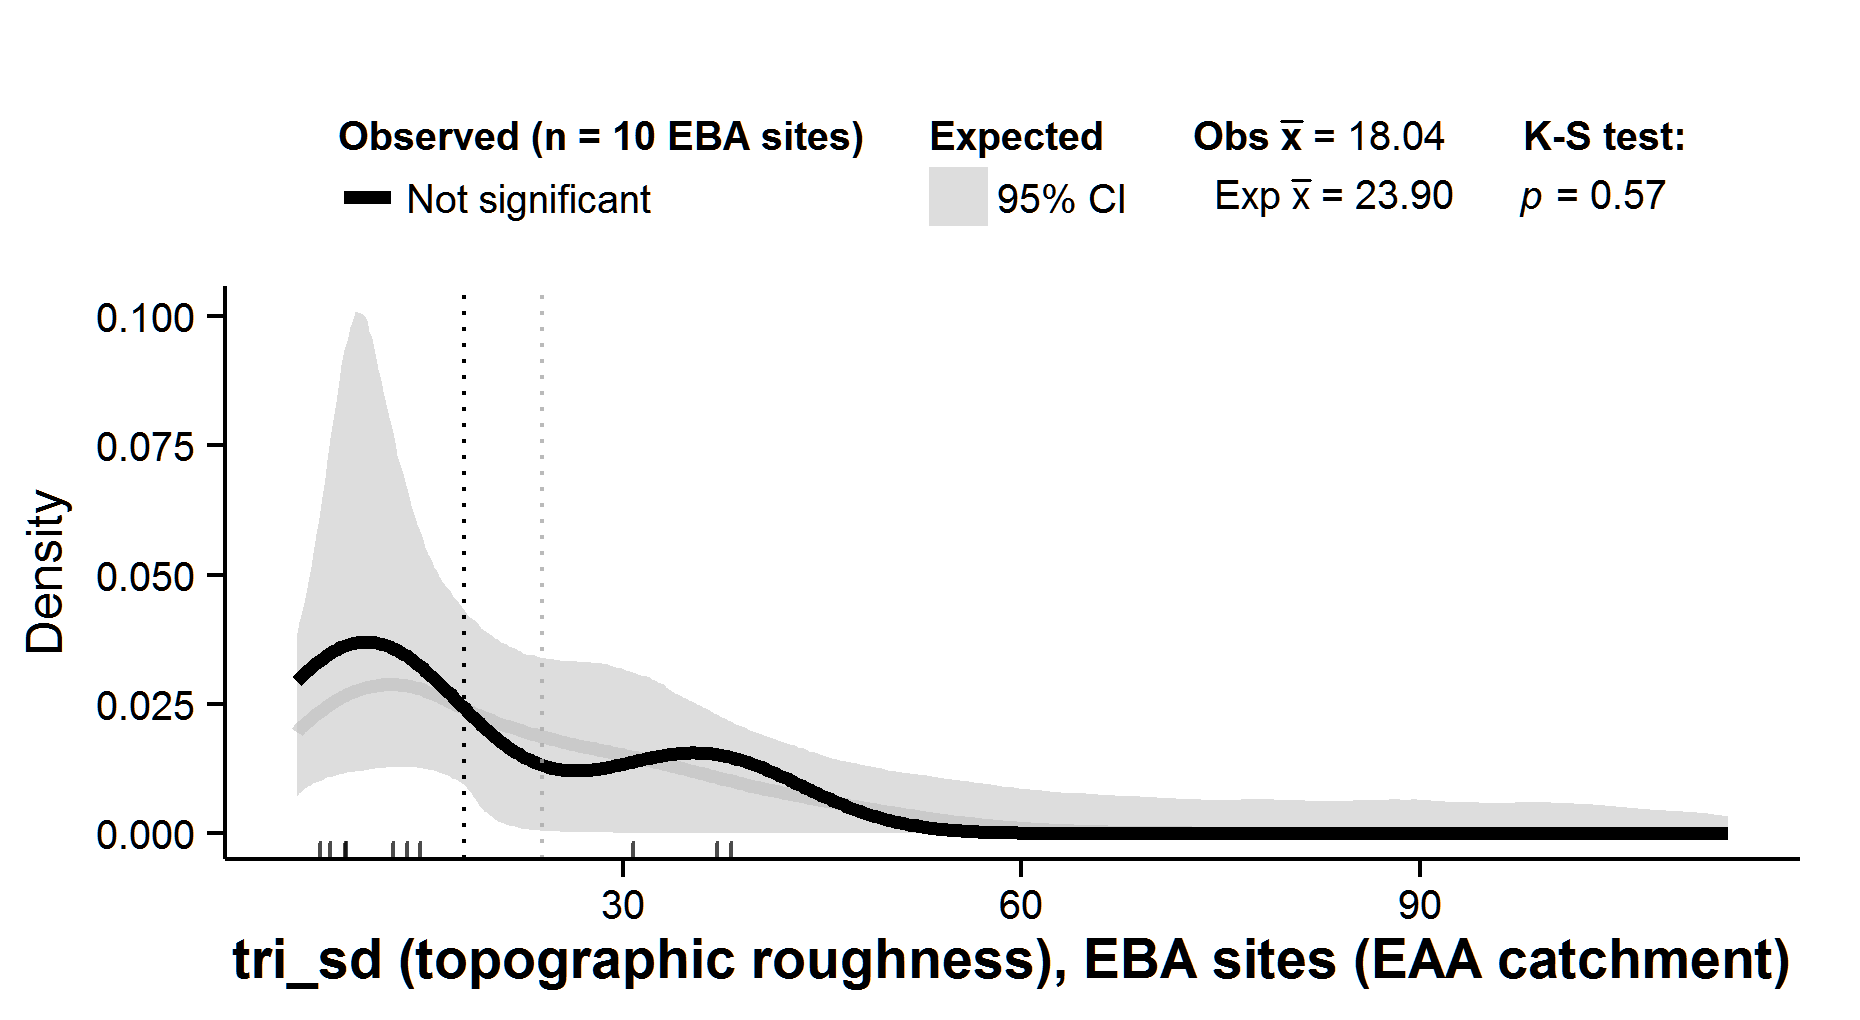 Observed (n = 10 EBA sites) Expected Obs x̅ = 18.04 K-S test:
Not significant 95% CI Exp x̅ = 23.90 p = 0.57
0.100
0.075
0.050
0.025
0.000
Density
30 60 90
tri_sd (topographic roughness), EBA sites (EAA catchment)